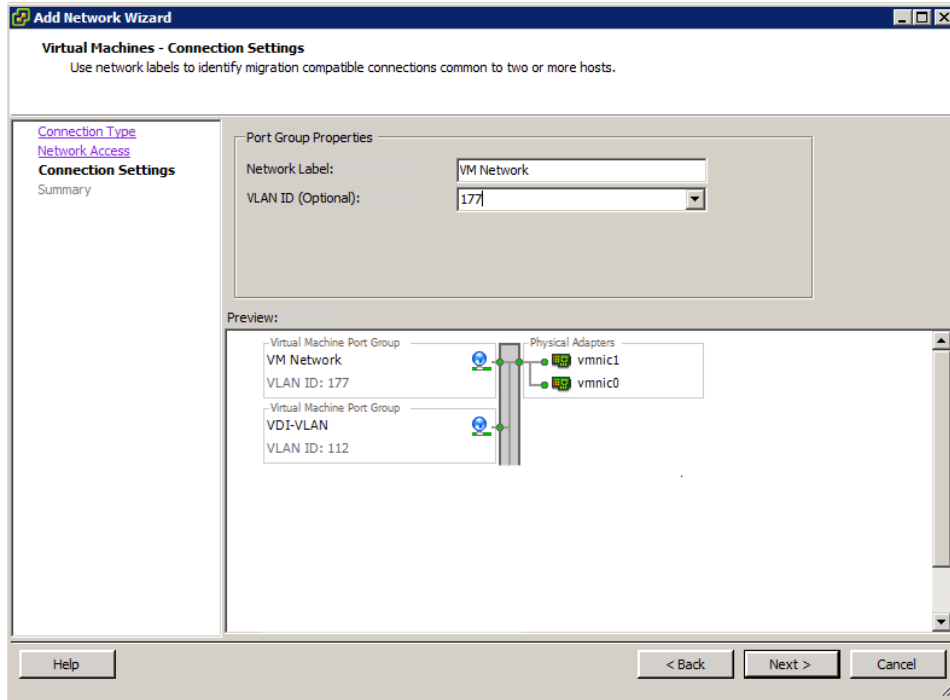 Add Network Wizard
Virtual Machines - Connection Settings
Use network labels to identify migration compatible connections common to two or more hosts.
Connection Type
Network Access
Connection Settings
Summary
Port Group Properties
Network Label:
VM Network
VLAN ID (Optional):
177
Preview:
Virtual Machine Port Group
VM Network
VLAN ID: 177
Virtual Machine Port Group
VDI-VLAN
VLAN ID: 112
Physical Adapters
vmnic1
vmnic0
Help
< Back
Next >
Cancel